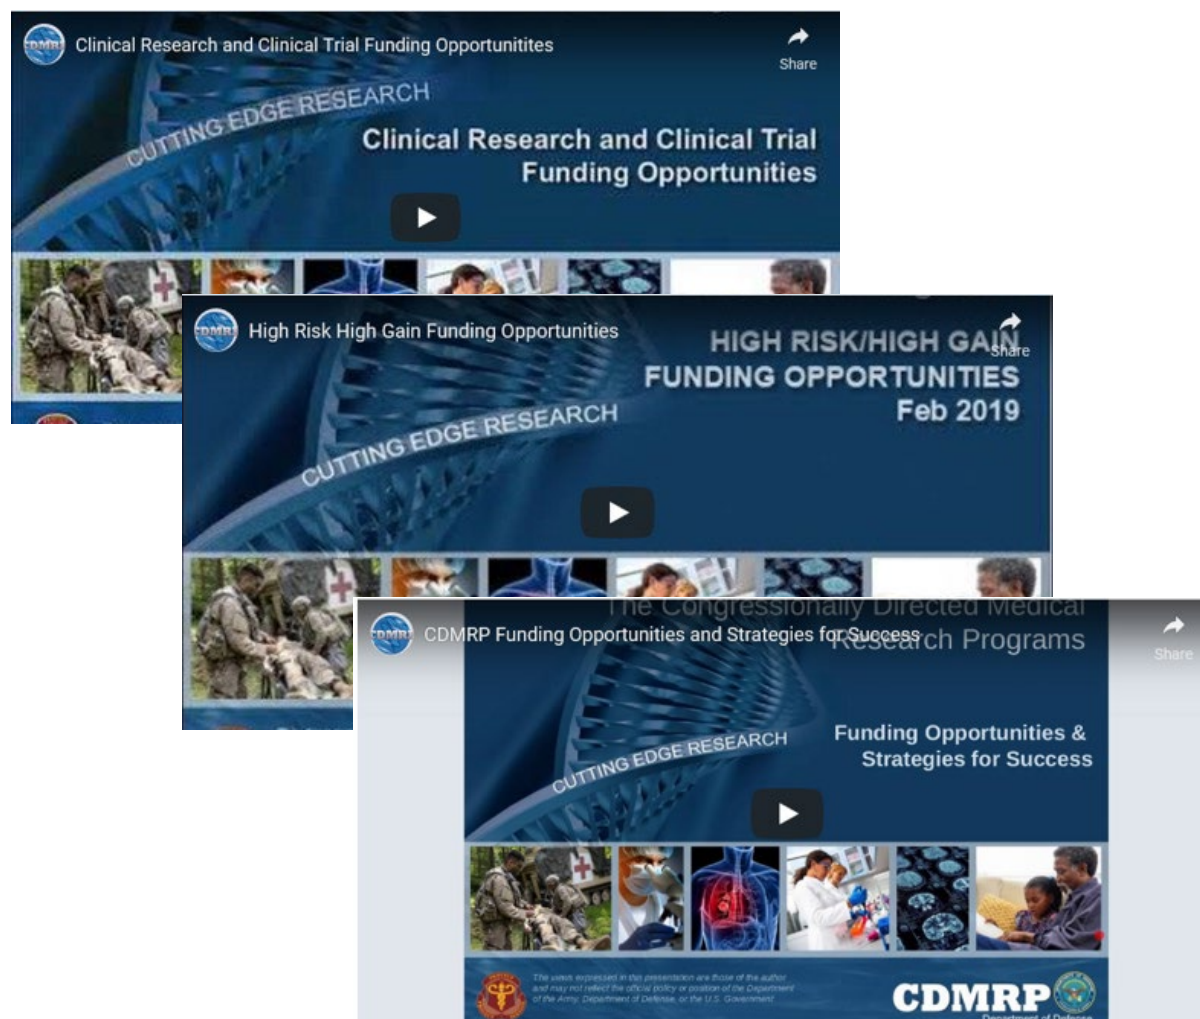 CDMRP
Clinical Research and Clinical Trial Funding Opportunitites
Share
CUTTING EDGE RESEARCH
Clinical Research and Clinical Trial
Funding Opportunities
CDMRP
High Risk High Gain Funding Opportunities
Share
HIGH RISK/HIGH GAIN
FUNDING OPPORTUNITIES
Feb 2019
CUTTING EDGE RESEARCH
The Congressionally Directed Medical
Research Programs
CDMRP
CDMRP Funding Opportunities and Strategies for Success
Share
CUTTING EDGE RESEARCH
Funding Opportunities &
Strategies for Success
The views expressed in this presentation are those of the author
and may not reflect the official policy or position of the Department
of the Army, Department of Defense, or the U.S. Government
CDMRP
Department of Defense